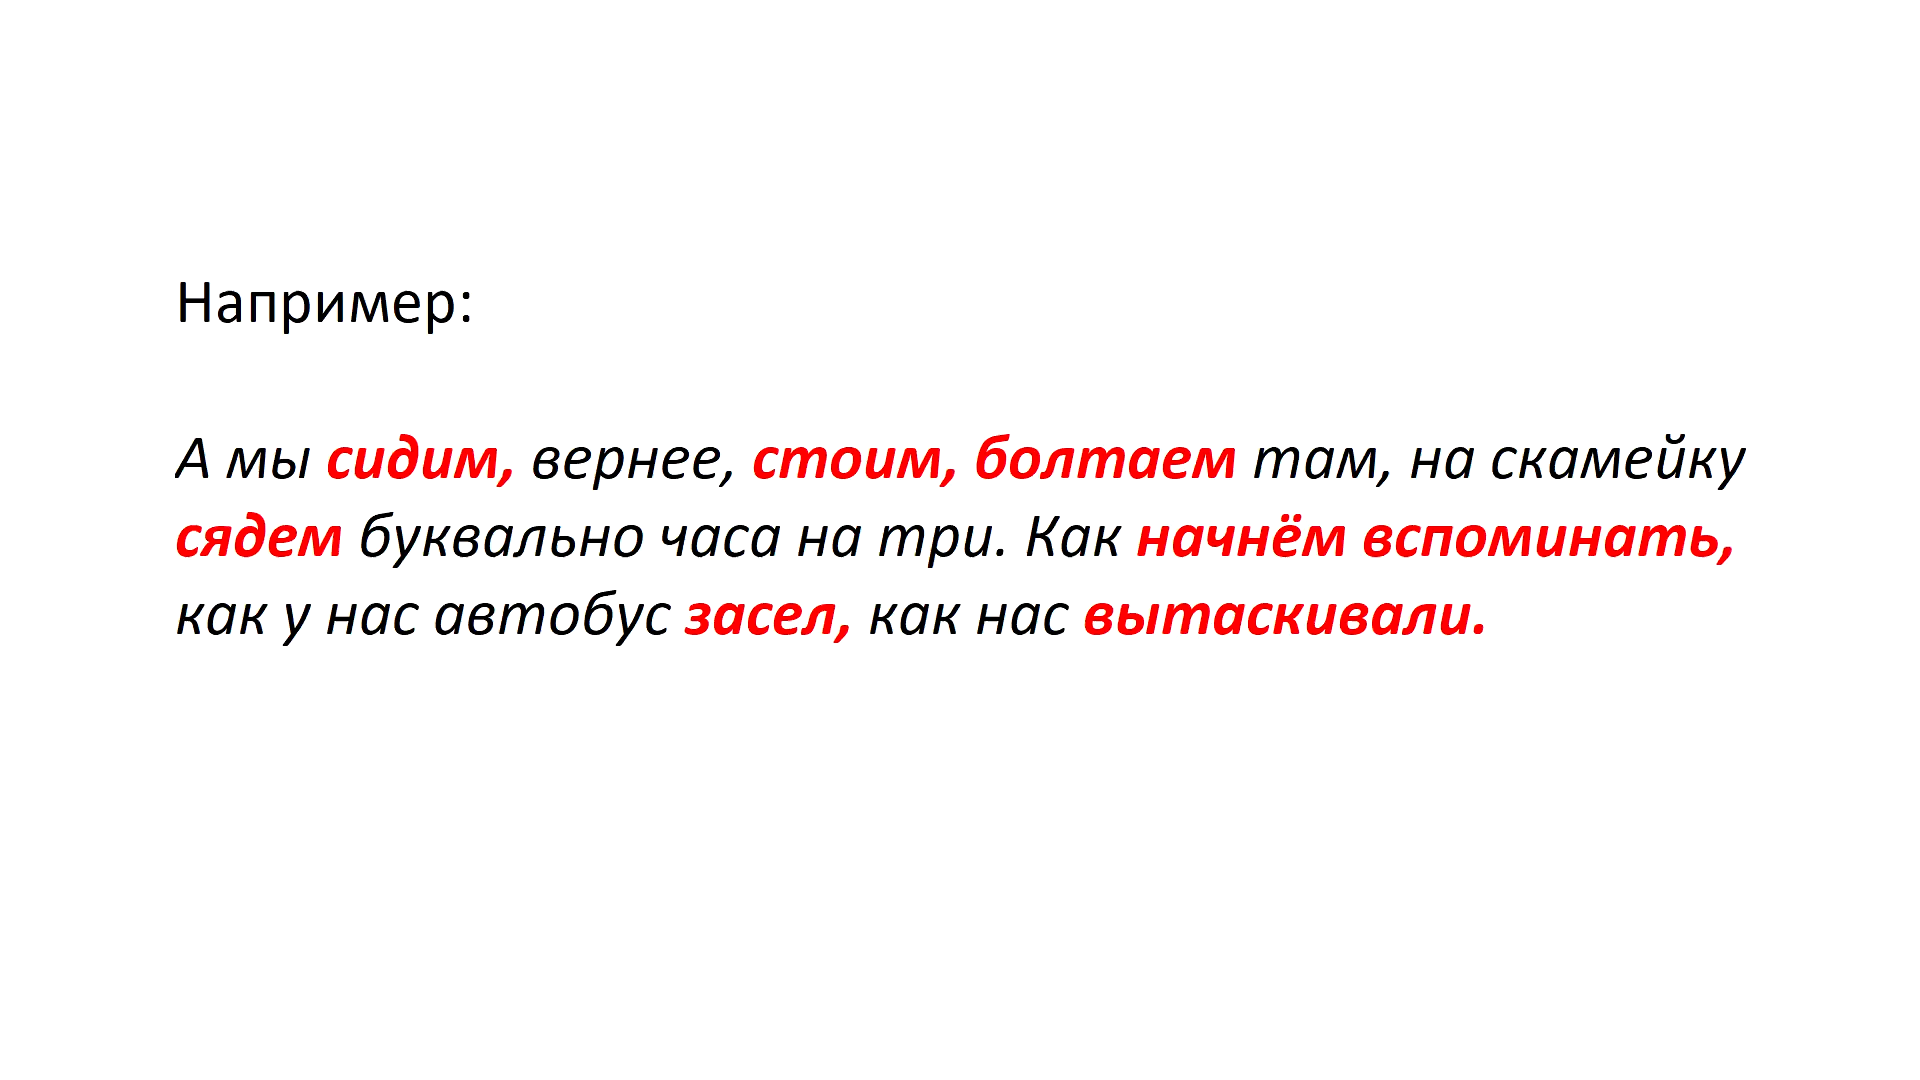 Например:
А мы сидим, вернее, стоим, болтаем там, на скамейку
сядем буквально часа на три. Как начнём вспоминать,
как у нас автобус засел, как нас вытаскивали.